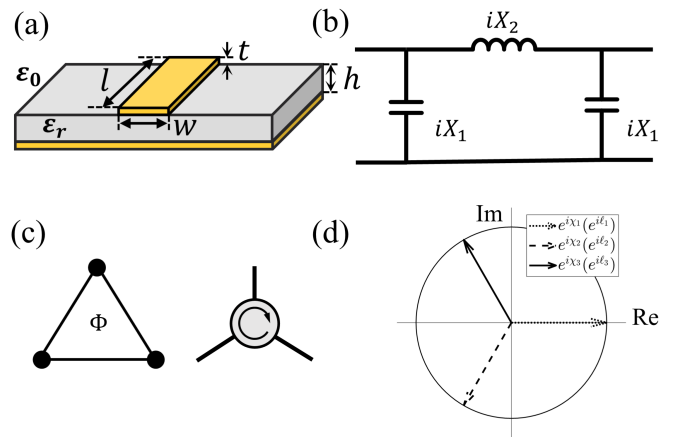 (a)
ε₀
l
t
h
εᵣ
w
(b)
iX₂
iX₁
iX₁
(c)
Φ
(d)
Im
e^{iχ₁}(e^{iℓ₁})
e^{iχ₂}(e^{iℓ₂})
e^{iχ₃}(e^{iℓ₃})
Re